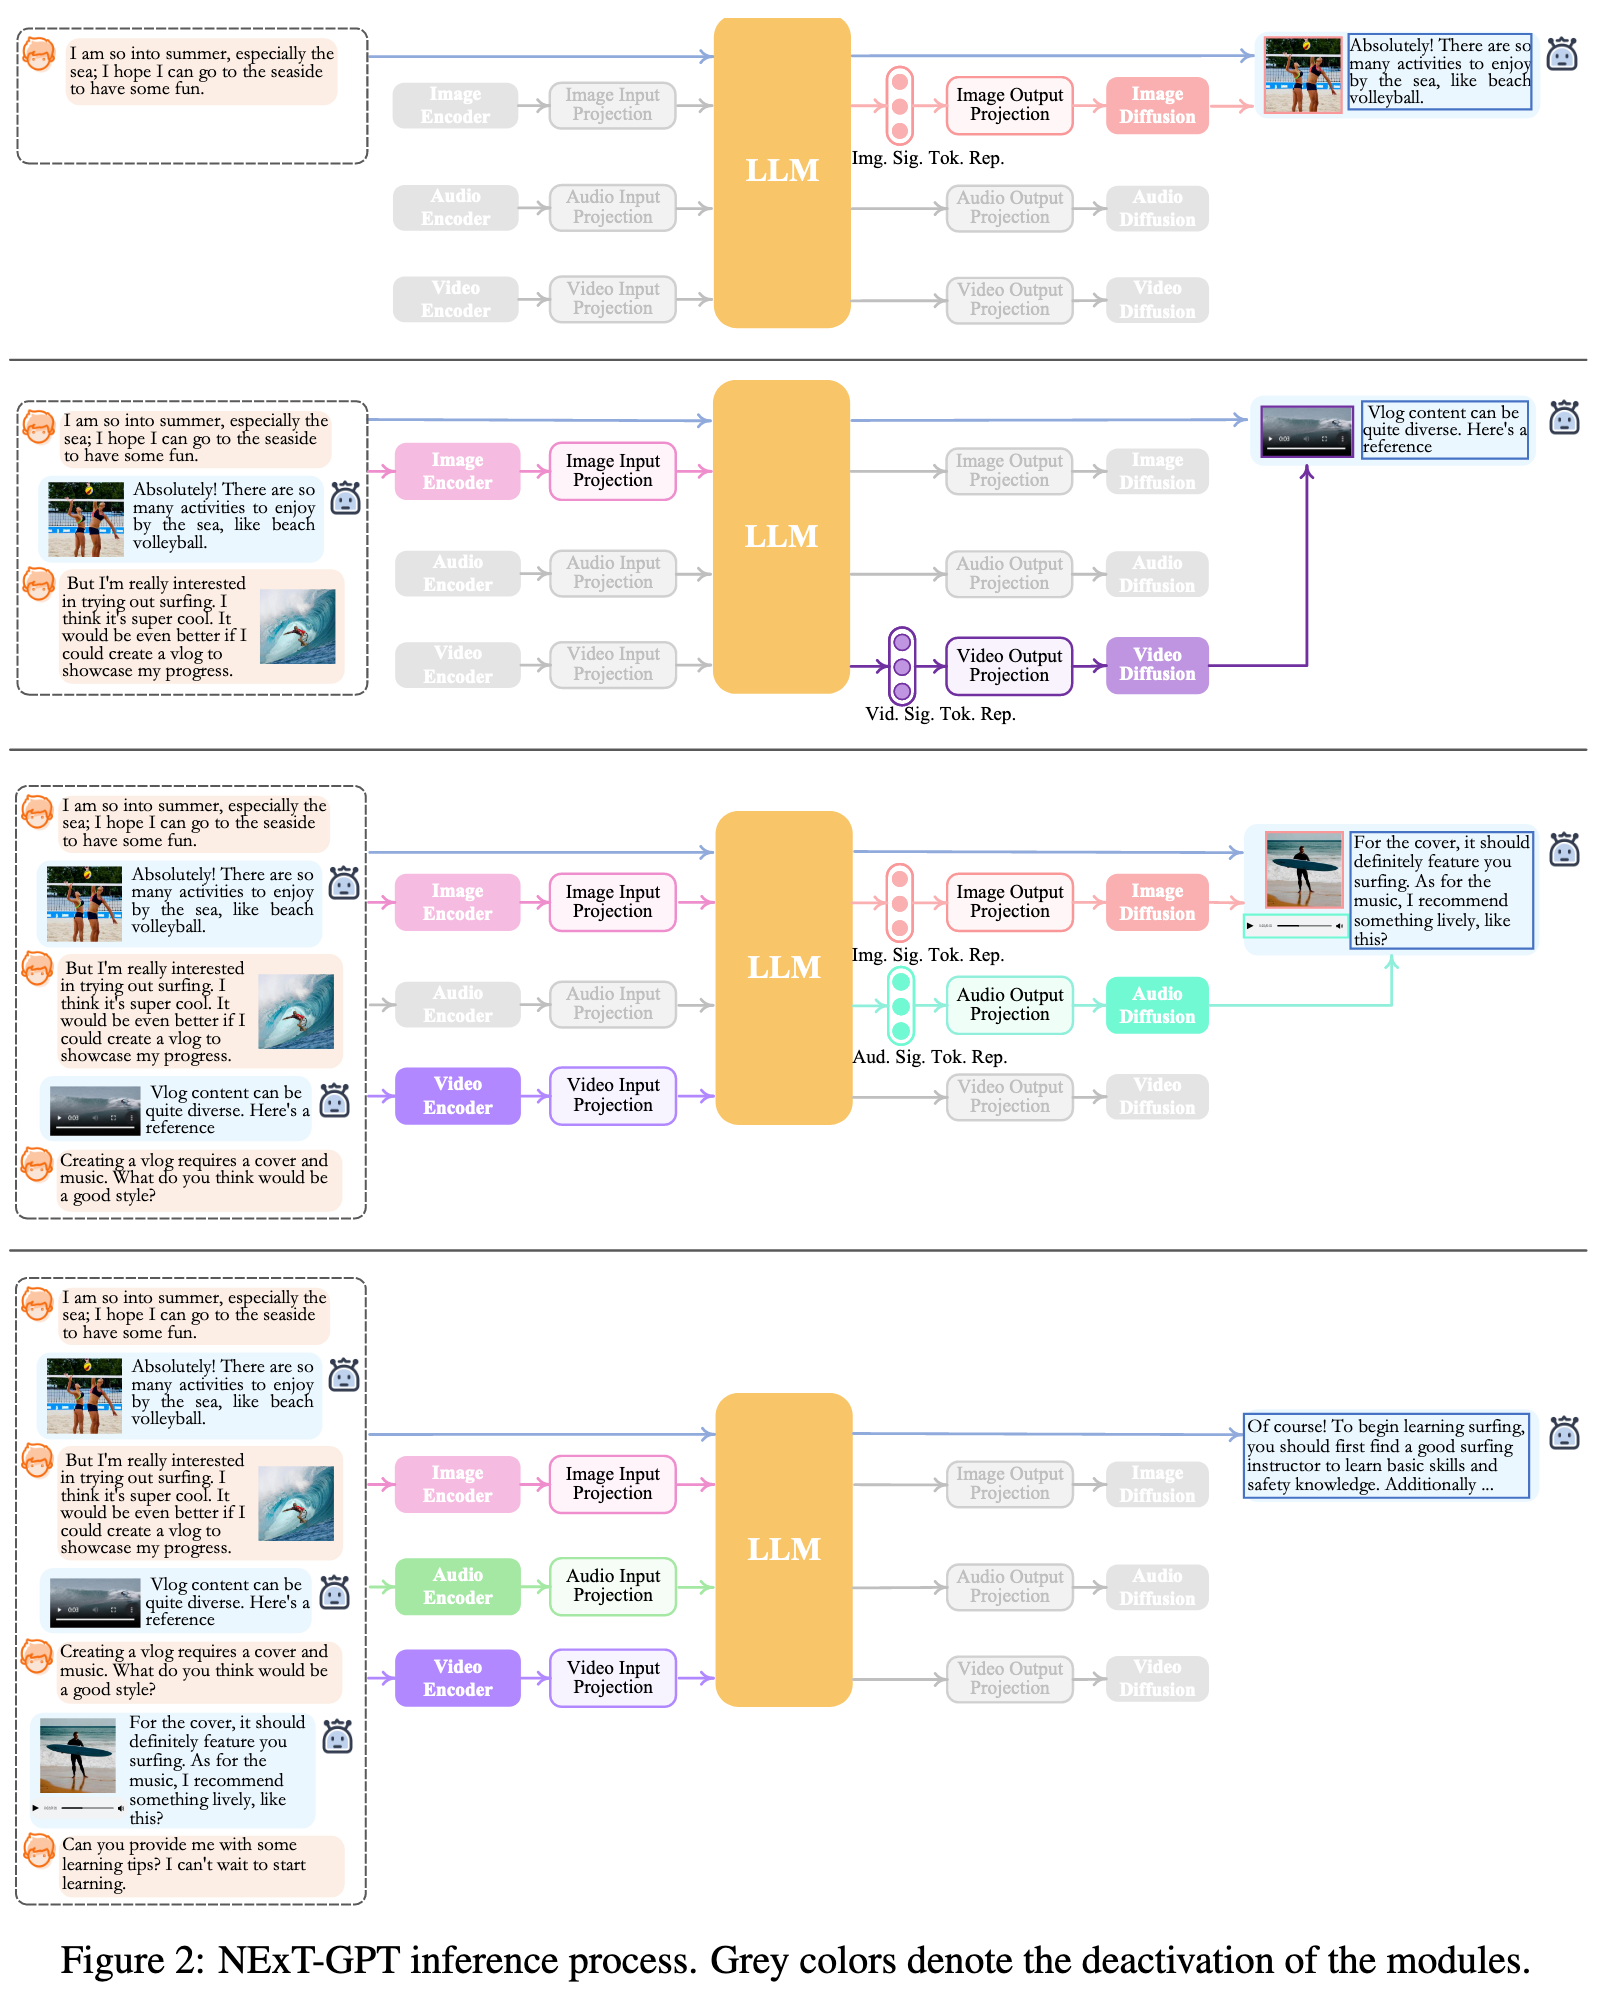 I am so into summer, especially the
sea; I hope I can go to the seaside
to have some fun.
Image
Encoder
Image Input
Projection
Audio
Encoder
Audio Input
Projection
Video
Encoder
Video Input
Projection
LLM
Img. Sig. Tok. Rep.
Image Output
Projection
Image
Diffusion
Audio Output
Projection
Audio
Diffusion
Video Output
Projection
Video
Diffusion
Absolutely! There are so
many activities to enjoy
by the sea, like beach
volleyball.
I am so into summer, especially the
sea; I hope I can go to the seaside
to have some fun.
Absolutely! There are so
many activities to enjoy
by the sea, like beach
volleyball.
But I'm really interested
in trying out surfing. I
think it's super cool. It
would be even better if I
could create a vlog to
showcase my progress.
Image
Encoder
Image Input
Projection
Audio
Encoder
Audio Input
Projection
Video
Encoder
Video Input
Projection
LLM
Image Output
Projection
Image
Diffusion
Audio Output
Projection
Audio
Diffusion
Vid. Sig. Tok. Rep.
Video Output
Projection
Video
Diffusion
0:03
Vlog content can be
quite diverse. Here's a
reference
I am so into summer, especially the
sea; I hope I can go to the seaside
to have some fun.
Absolutely! There are so
many activities to enjoy
by the sea, like beach
volleyball.
But I'm really interested
in trying out surfing. I
think it's super cool. It
would be even better if I
could create a vlog to
showcase my progress.
0:03
Vlog content can be
quite diverse. Here's a
reference
Creating a vlog requires a cover and
music. What do you think would be
a good style?
Image
Encoder
Image Input
Projection
Audio
Encoder
Audio Input
Projection
Video
Encoder
Video Input
Projection
LLM
Img. Sig. Tok. Rep.
Image Output
Projection
Image
Diffusion
Aud. Sig. Tok. Rep.
Audio Output
Projection
Audio
Diffusion
Video Output
Projection
Video
Diffusion
For the cover, it should
definitely feature you
surfing. As for the
music, I recommend
something lively, like
this?
I am so into summer, especially the
sea; I hope I can go to the seaside
to have some fun.
Absolutely! There are so
many activities to enjoy
by the sea, like beach
volleyball.
But I'm really interested
in trying out surfing. I
think it's super cool. It
would be even better if I
could create a vlog to
showcase my progress.
0:03
Vlog content can be
quite diverse. Here's a
reference
Creating a vlog requires a cover and
music. What do you think would be
a good style?
For the cover, it should
definitely feature you
surfing. As for the
music, I recommend
something lively, like
this?
Can you provide me with some
learning tips? I can't wait to start
learning.
Image
Encoder
Image Input
Projection
Audio
Encoder
Audio Input
Projection
Video
Encoder
Video Input
Projection
LLM
Image Output
Projection
Image
Diffusion
Audio Output
Projection
Audio
Diffusion
Video Output
Projection
Video
Diffusion
Of course! To begin learning surfing,
you should first find a good surfing
instructor to learn basic skills and
safety knowledge. Additionally ...
Figure 2: NExT-GPT inference process. Grey colors denote the deactivation of the modules.